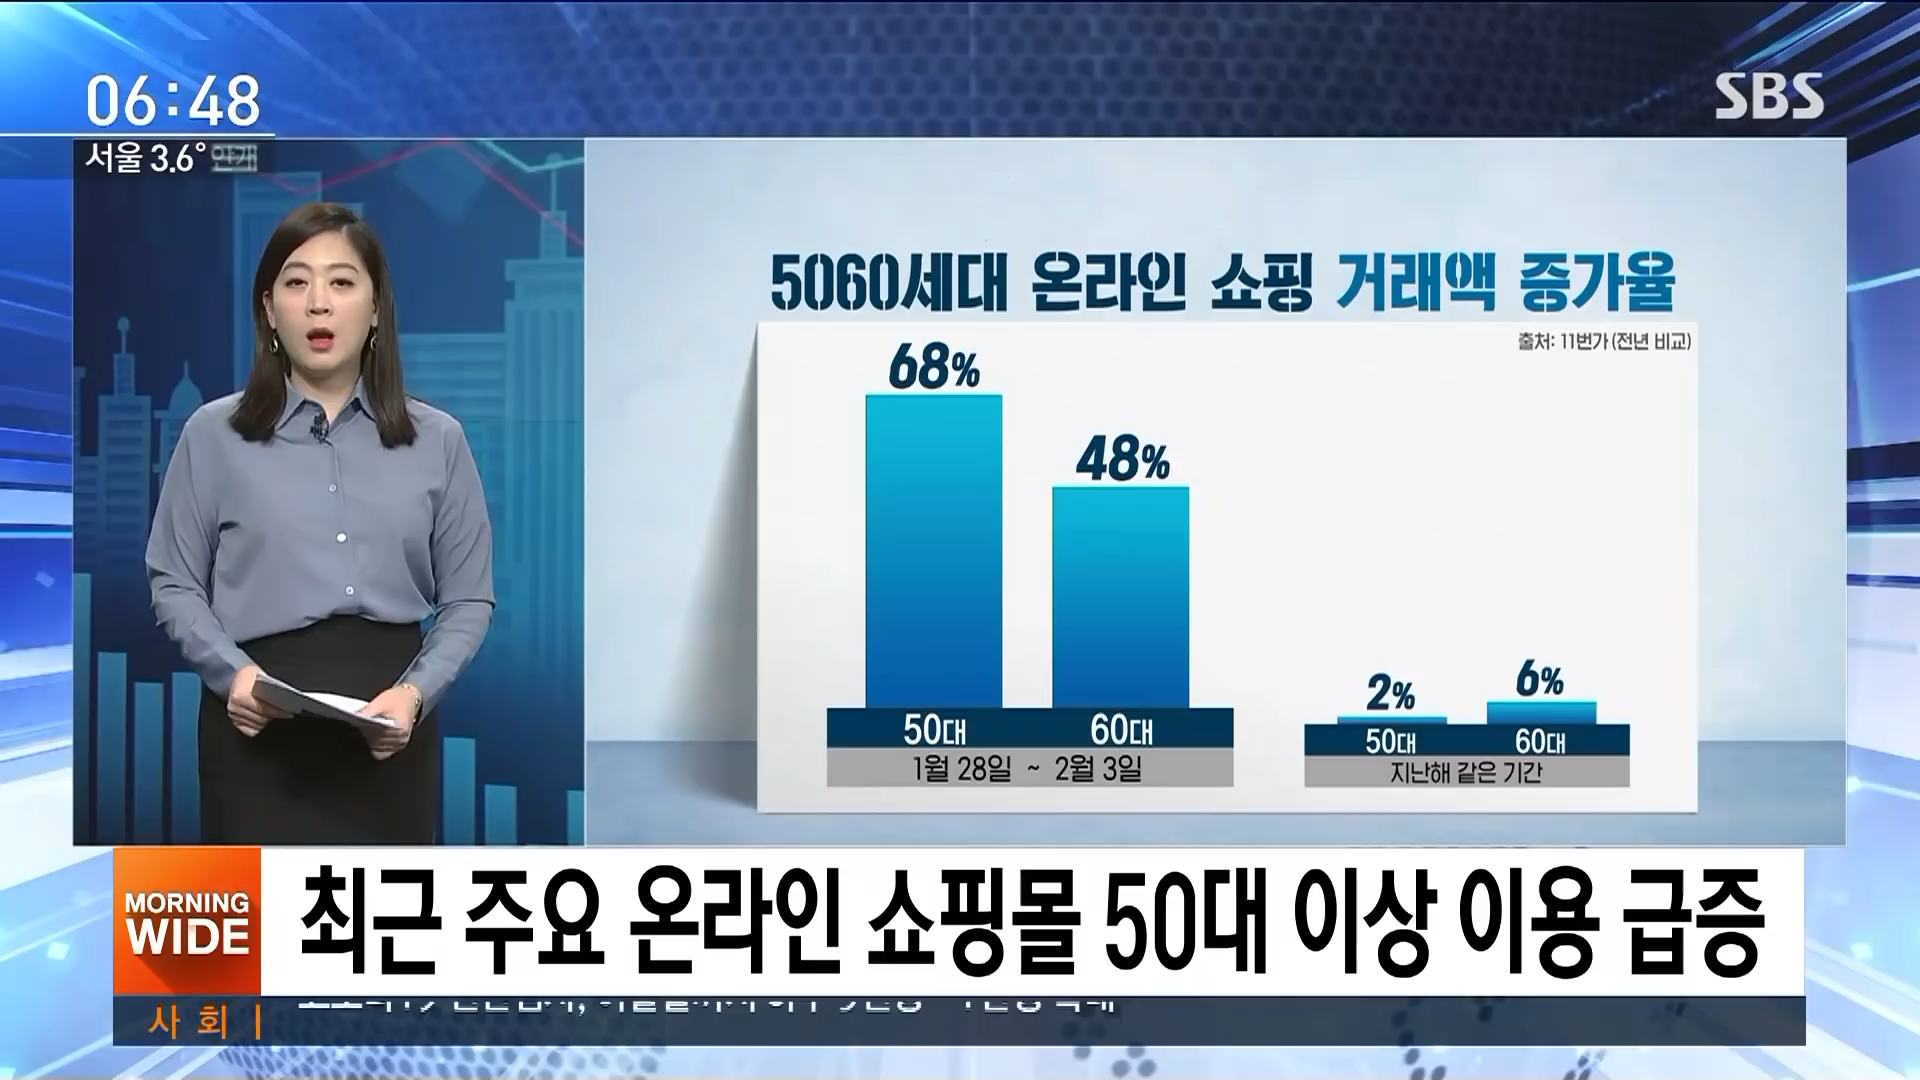 06:48
SBS
서울 3.6°
5060세대 온라인 쇼핑 거래액 증가율
출처: 11번가 (전년 비교)
68%
48%
2%
6%
50대
60대
50대
60대
1월 28일 ~ 2월 3일
지난해 같은 기간
MORNING
WIDE
최근 주요 온라인 쇼핑몰 50대 이상 이용 급증
사회